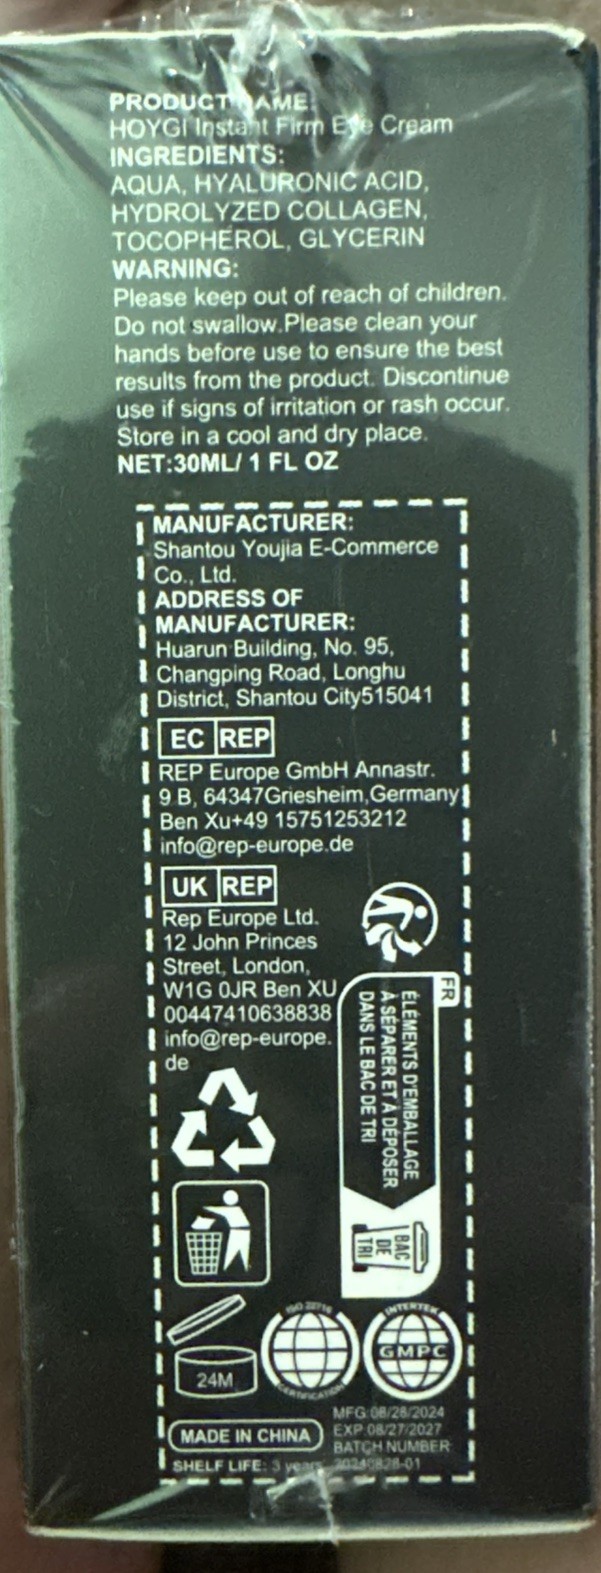 PRODUCT NAME:
HOYGI Instant Firm Eye Cream
INGREDIENTS:
AQUA, HYALURONIC ACID,
HYDROLYZED COLLAGEN,
TOCOPHEROL, GLYCERIN
WARNING:
Please keep out of reach of children.
Do not swallow.Please clean your
hands before use to ensure the best
results from the product. Discontinue
use if signs of irritation or rash occur.
Store in a cool and dry place.
NET:30ML/ 1 FL OZ
MANUFACTURER:
Shantou Youjia E-Commerce
Co., Ltd.
ADDRESS OF
MANUFACTURER:
Huarun Building, No. 95,
Changping Road, Longhu
District, Shantou City515041
EC REP
REP Europe GmbH Annastr.
9 B, 64347Griesheim,Germany
Ben Xu+49 15751253212
info@rep-europe.de
UK REP
Rep Europe Ltd.
12 John Princes
Street, London,
W1G 0JR Ben XU
00447410638838
info@rep-europe.
de
FR
ÉLÉMENTS D'EMBALLAGE
À SÉPARER ET À DÉPOSER
DANS LE BAC DE TRI
BAC
DE
TRI
24M
ISO 22716
CERTIFICATION
INTERTEK
GMPC
MADE IN CHINA
SHELF LIFE: 3 years
MFG:08/28/2024
EXP:08/27/2027
BATCH NUMBER
20240828-01